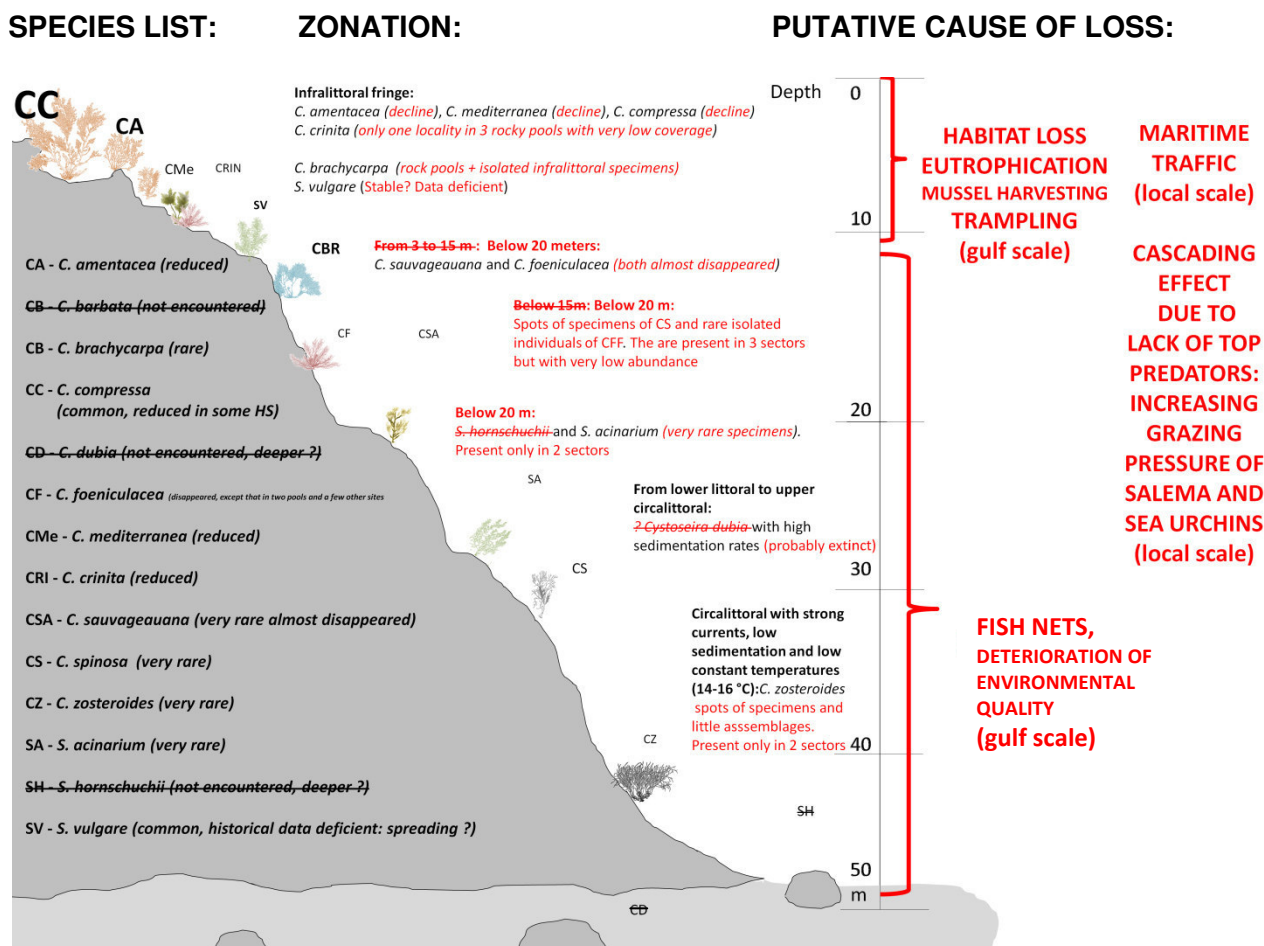 SPECIES LIST:
ZONATION:
PUTATIVE CAUSE OF LOSS:
CC
CA
CMe
CRIN
SV
CBR
CF
CSA
SA
CS
CZ
SH
CD
CA - C. amentacea (reduced)
CB - C. barbata (not encountered)
CB - C. brachycarpa (rare)
CC - C. compressa
(common, reduced in some HS)
CD - C. dubia (not encountered, deeper ?)
CF - C. foeniculacea (disappeared, except that in two pools and a few other sites
CMe - C. mediterranea (reduced)
CRI - C. crinita (reduced)
CSA - C. sauvageauana (very rare almost disappeared)
CS - C. spinosa (very rare)
CZ - C. zosteroides (very rare)
SA - S. acinarium (very rare)
SH - S. hornschuchii (not encountered, deeper ?)
SV - S. vulgare (common, historical data deficient: spreading ?)
Infralittoral fringe:
C. amentacea (decline), C. mediterranea (decline), C. compressa (decline)
C. crinita (only one locality in 3 rocky pools with very low coverage)
C. brachycarpa (rock pools + isolated infralittoral specimens)
S. vulgare (Stable? Data deficient)
From 3 to 15 m : Below 20 meters:
C. sauvageauana and C. foeniculacea (both almost disappeared)
Below 15m: Below 20 m:
Spots of specimens of CS and rare isolated
individuals of CFF. The are present in 3 sectors
but with very low abundance
Below 20 m:
S. hornschuchii and S. acinarium (very rare specimens).
Present only in 2 sectors
From lower littoral to upper
circalittoral:
? Cystoseira dubia with high
sedimentation rates (probably extinct)
Circalittoral with strong
currents, low
sedimentation and low
constant temperatures
(14-16 °C):C. zosteroides
spots of specimens and
little asssemblages.
Present only in 2 sectors
Depth
0
10
20
30
40
50
m
HABITAT LOSS
EUTROPHICATION
MUSSEL HARVESTING
TRAMPLING
(gulf scale)
MARITIME
TRAFFIC
(local scale)
CASCADING
EFFECT
DUE TO
LACK OF TOP
PREDATORS:
INCREASING
GRAZING
PRESSURE OF
SALEMA AND
SEA URCHINS
(local scale)
FISH NETS,
DETERIORATION OF
ENVIRONMENTAL
QUALITY
(gulf scale)